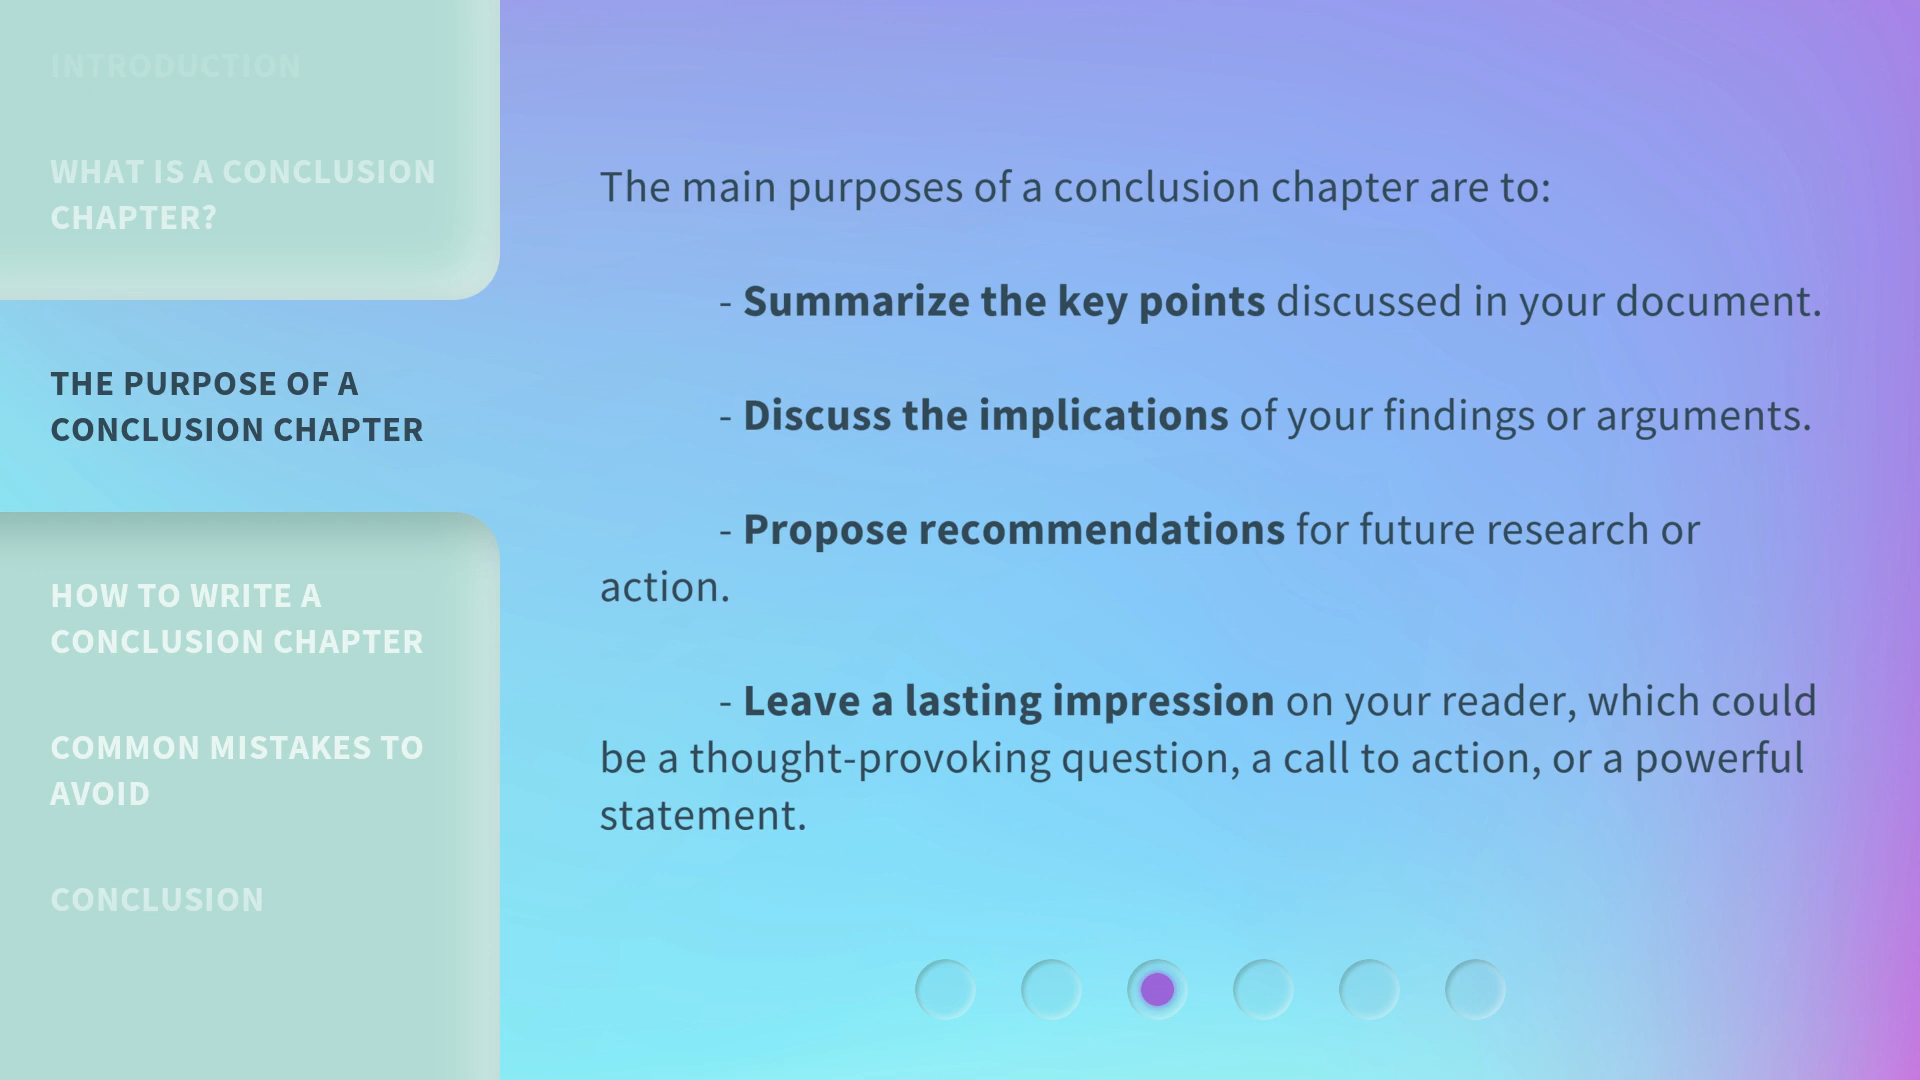 INTRODUCTION
WHAT IS A CONCLUSION
CHAPTER?
THE PURPOSE OF A
CONCLUSION CHAPTER
HOW TO WRITE A
CONCLUSION CHAPTER
COMMON MISTAKES TO
AVOID
CONCLUSION
The main purposes of a conclusion chapter are to:
- Summarize the key points discussed in your document.
- Discuss the implications of your findings or arguments.
- Propose recommendations for future research or
action.
- Leave a lasting impression on your reader, which could
be a thought-provoking question, a call to action, or a powerful
statement.